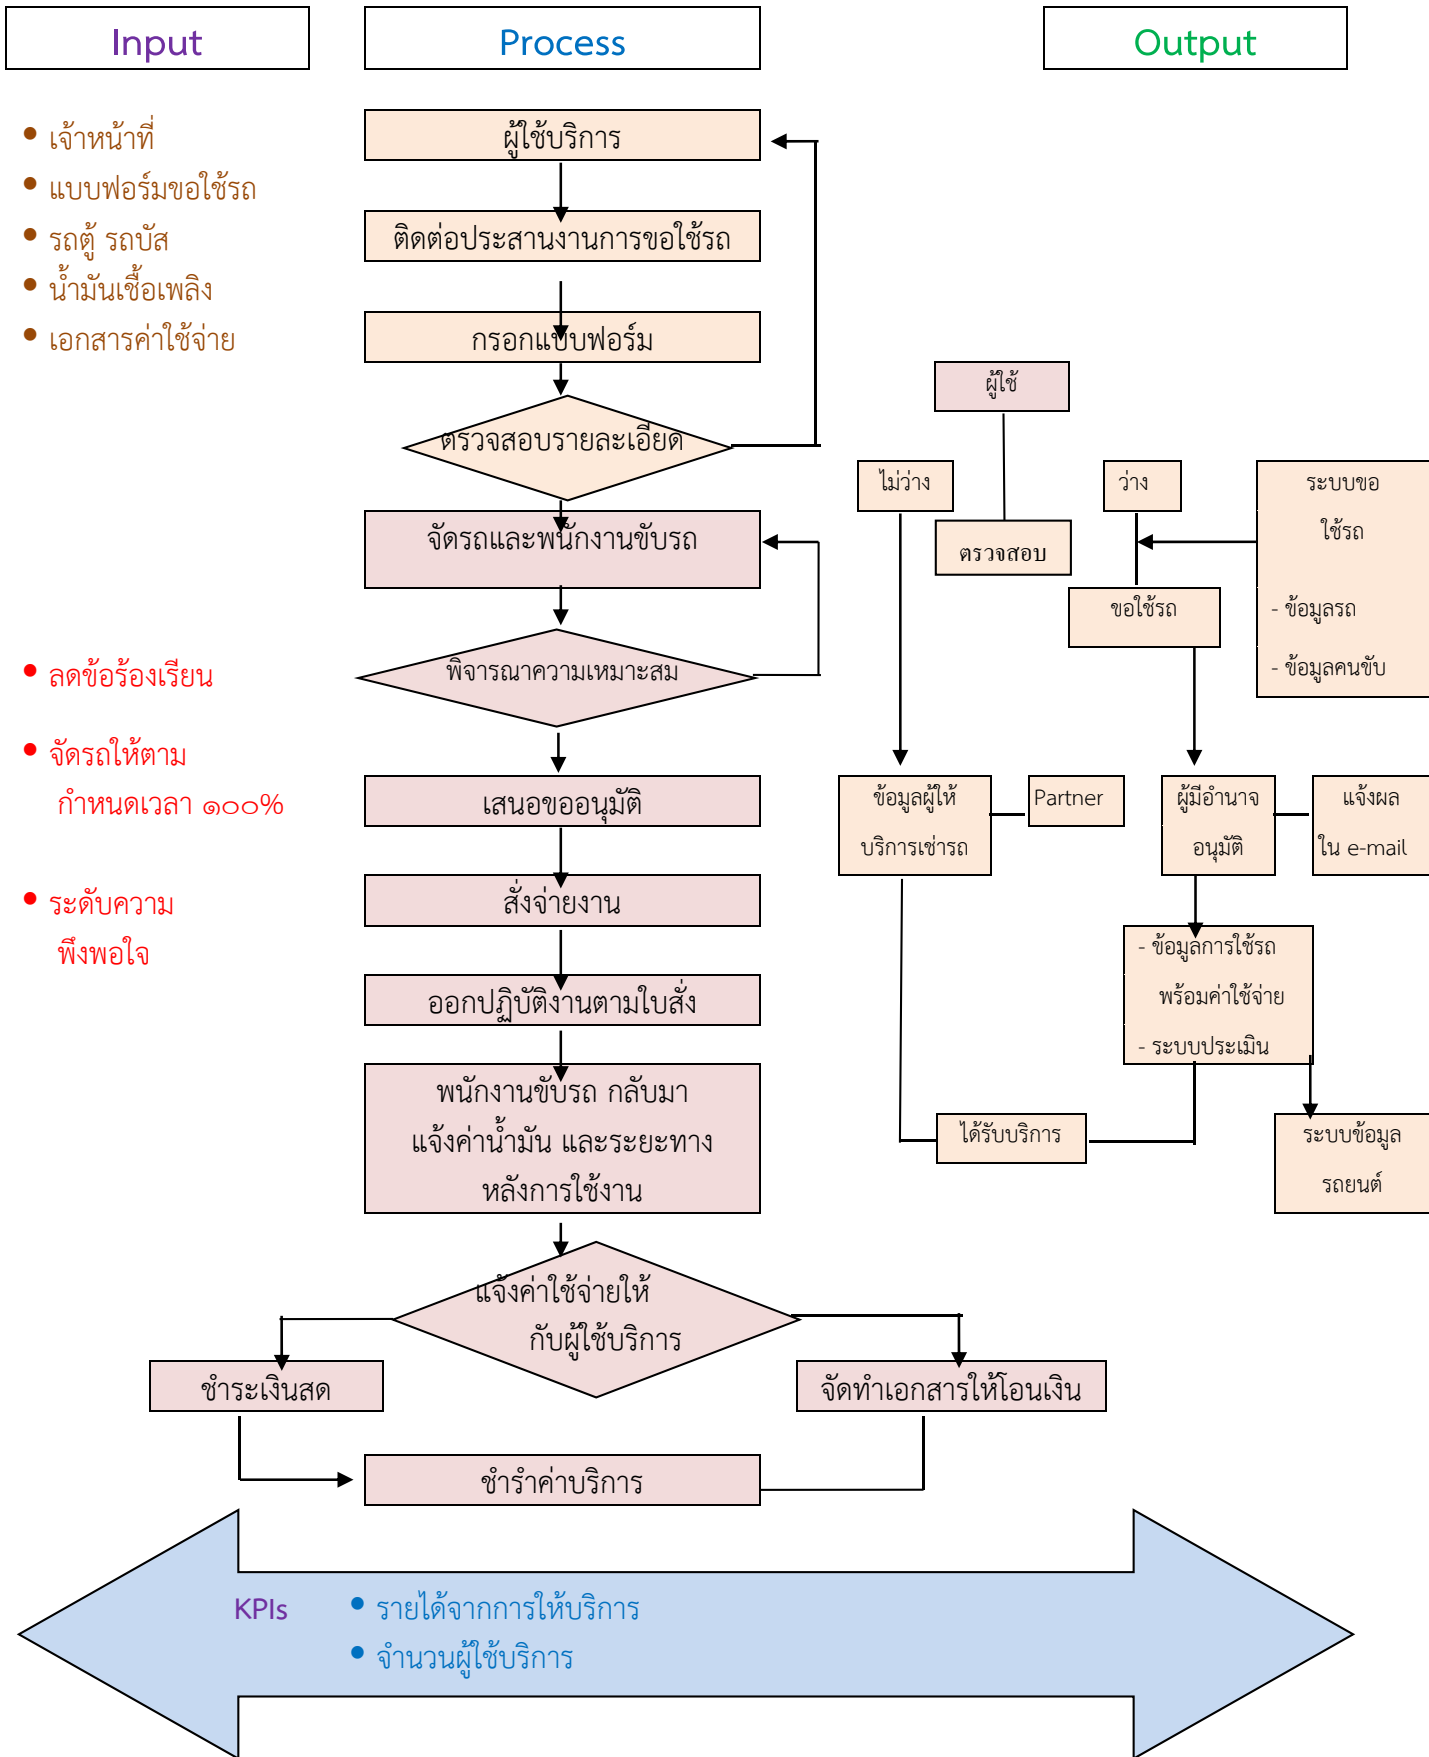 Input
Process
Output
• เจ้าหน้าที่
• แบบฟอร์มขอใช้รถ
• รถตู้ รถบัส
• น้ำมันเชื้อเพลิง
• เอกสารค่าใช้จ่าย
• ลดข้อร้องเรียน
• จัดรถให้ตาม
กำหนดเวลา ๑๐๐%
• ระดับความ
พึงพอใจ
ผู้ใช้บริการ
ติดต่อประสานงานการขอใช้รถ
กรอกแบบฟอร์ม
ตรวจสอบรายละเอียด
จัดรถและพนักงานขับรถ
พิจารณาความเหมาะสม
เสนอขออนุมัติ
สั่งจ่ายงาน
ออกปฏิบัติงานตามใบสั่ง
พนักงานขับรถ กลับมา
แจ้งค่าน้ำมัน และระยะทาง
หลังการใช้งาน
แจ้งค่าใช้จ่ายให้
กับผู้ใช้บริการ
ชำระเงินสด
จัดทำเอกสารให้โอนเงิน
ชำรำค่าบริการ
ผู้ใช้
ไม่ว่าง
ตรวจสอบ
ว่าง
ขอใช้รถ
ระบบขอ
ใช้รถ
- ข้อมูลรถ
- ข้อมูลคนขับ
ข้อมูลผู้ให้
บริการเช่ารถ
Partner
ผู้มีอำนาจ
อนุมัติ
แจ้งผล
ใน e-mail
- ข้อมูลการใช้รถ
พร้อมค่าใช้จ่าย
- ระบบประเมิน
ได้รับบริการ
ระบบข้อมูล
รถยนต์
KPIs
• รายได้จากการให้บริการ
• จำนวนผู้ใช้บริการ